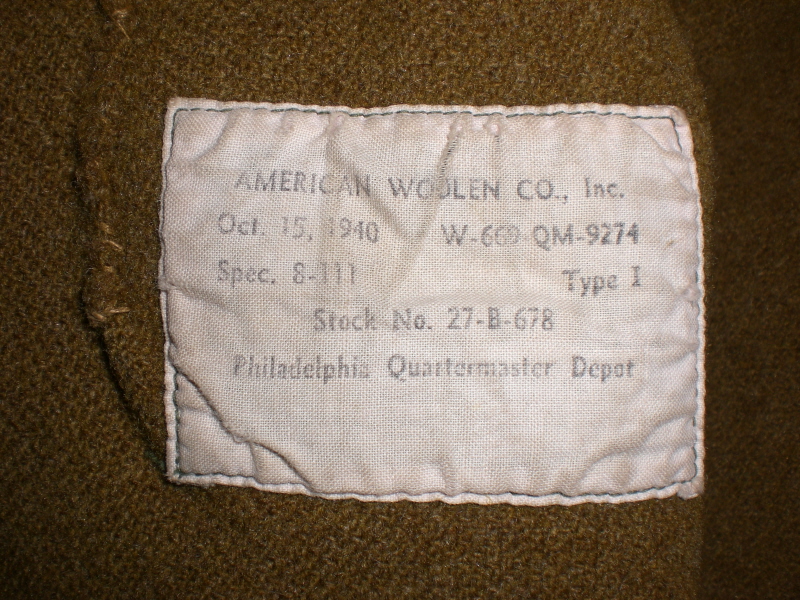 AMERICAN WOOLEN CO., Inc.
Oct. 15, 1940 W-669-QM-9274
Spec. 8-111 Type I
Stock No. 27-B-678
Philadelphia Quartermaster Depot